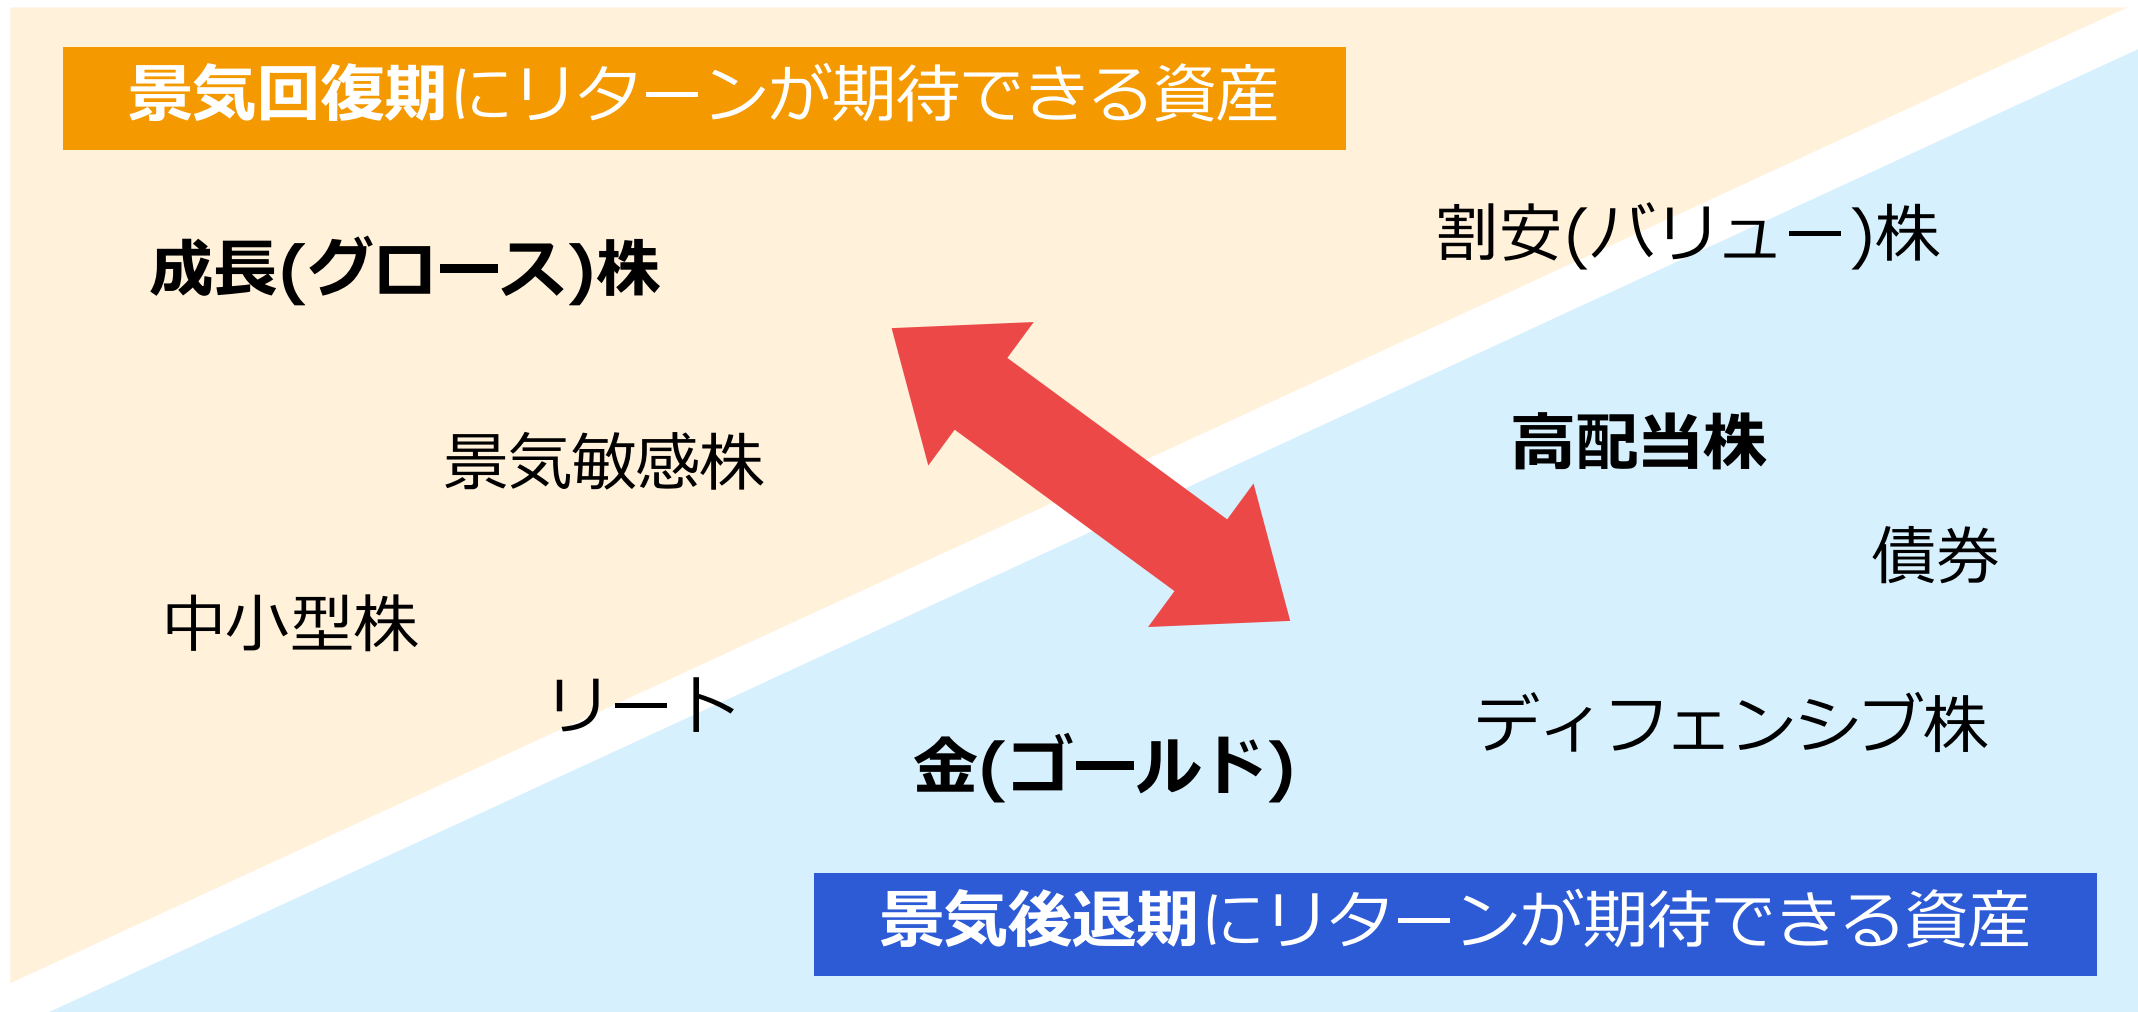 景気回復期にリターンが期待できる資産
成長(グロース)株
割安(バリュー)株
景気敏感株
高配当株
債券
中小型株
リート
ディフェンシブ株
金(ゴールド)
景気後退期にリターンが期待できる資産